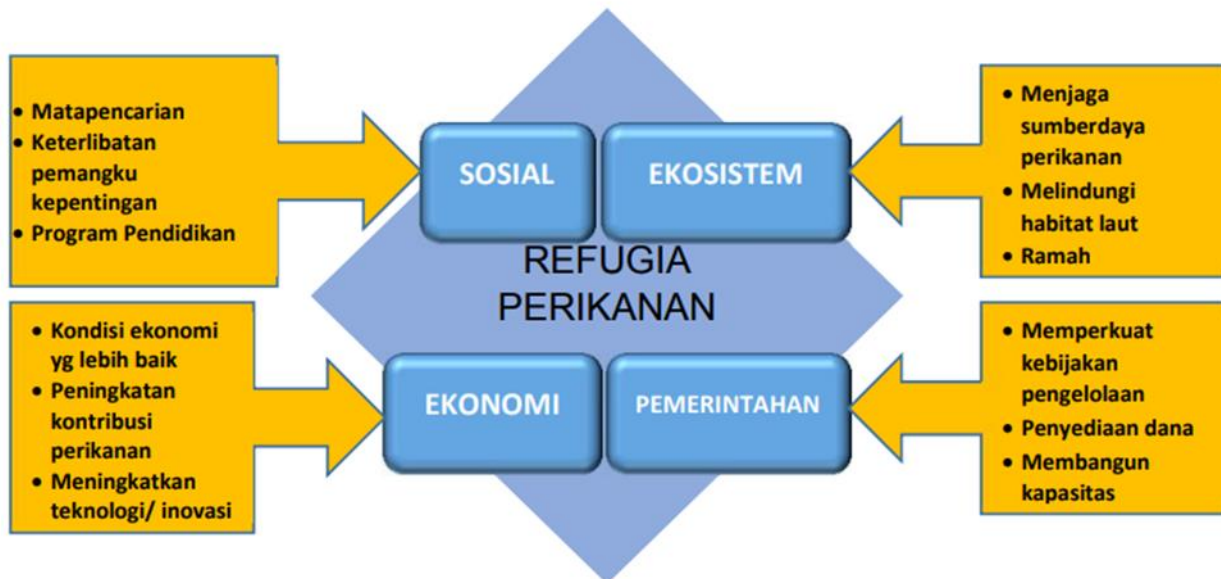 • Matapencarian
• Keterlibatan
pemangku
kepentingan
• Program Pendidikan
SOSIAL
EKOSISTEM
• Menjaga
sumberdaya
perikanan
• Melindungi
habitat laut
• Ramah
REFUGIA
PERIKANAN
• Kondisi ekonomi
yg lebih baik
• Peningkatan
kontribusi
perikanan
• Meningkatkan
teknologi/ inovasi
EKONOMI
PEMERINTAHAN
• Memperkuat
kebijakan
pengelolaan
• Penyediaan dana
• Membangun
kapasitas